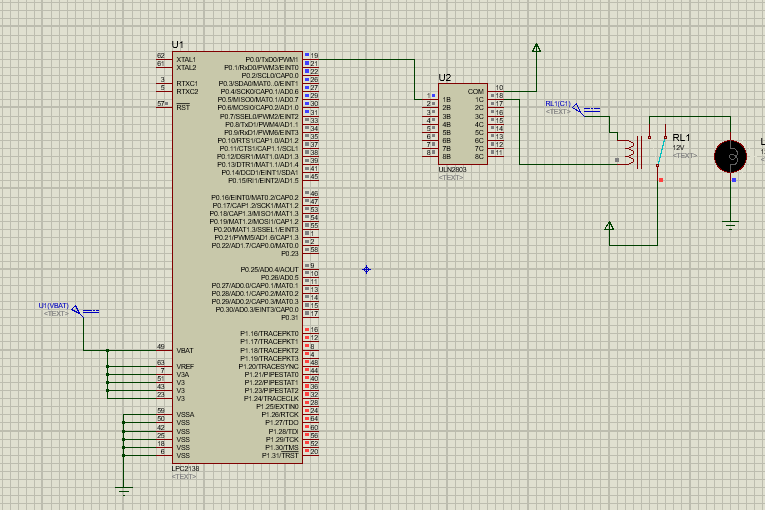 U1
62 XTAL1 P0.0/TxD0/PWM1 19
61 XTAL2 P0.1/RxD0/PWM3/EINT0 21
P0.2/SCL0/CAP0.0 22
3 RTXC1 P0.3/SDA0/MAT0..0/EINT1 26
5 RTXC2 P0.4/SCK0/CAP0.1/AD0.6 27
P0.5/MISO0/MAT0.1/AD0.7 29
57 RST P0.6/MOSI0/CAP0.2/AD1.0 30
P0.7/SSEL0/PWM2/EINT2 31
P0.8/TxD1/PWM4/AD1.1 33
P0.9/RxD1/PWM6/EINT3 34
P0.10/RTS1/CAP1.0/AD1.2 35
P0.11/CTS1/CAP1.1/SCL1 37
P0.12/DSR1/MAT1.0/AD1.3 38
P0.13/DTR1/MAT1.1/AD1.4 39
P0.14/DCD1/EINT1/SDA1 41
P0.15/RI1/EINT2/AD1.5 45
P0.16/EINT0/MAT0.2/CAP0.2 46
P0.17/CAP1.2/SCK1/MAT1.2 47
P0.18/CAP1.3/MISO1/MAT1.3 53
P0.19/MAT1.2/MOSI1/CAP1.2 54
P0.20/MAT1.3/SSEL1/EINT3 55
P0.21/PWM5/AD1.6/CAP1.3 1
P0.22/AD1.7/CAP0.0/MAT0.0 2
P0.23 58
P0.25/AD0.4/AOUT 9
P0.26/AD0.5 10
P0.27/AD0.0/CAP0.1/MAT0.1 11
P0.28/AD0.1/CAP0.2/MAT0.2 13
P0.29/AD0.2/CAP0.3/MAT0.3 14
P0.30/AD0.3/EINT3/CAP0.0 15
P0.31 17
P1.16/TRACEPKT0 16
P1.17/TRACEPKT1 12
49 VBAT P1.18/TRACEPKT2 8
P1.19/TRACEPKT3 4
63 VREF P1.20/TRACESYNC 48
7 V3A P1.21/PIPESTAT0 44
51 V3 P1.22/PIPESTAT1 40
43 V3 P1.23/PIPESTAT2 36
23 V3 P1.24/TRACECLK 32
P1.25/EXTIN0 28
59 VSSA P1.26/RTCK 24
50 VSS P1.27/TDO 64
42 VSS P1.28/TDI 60
25 VSS P1.29/TCK 56
18 VSS P1.30/TMS 52
6 VSS P1.31/TRST 20
LPC2138
<TEXT>
U1(VBAT)
<TEXT>
U2
COM 10
1 1B 1C 18
2 2B 2C 17
3 3B 3C 16
4 4B 4C 15
5 5B 5C 14
6 6B 6C 13
7 7B 7C 12
8 8B 8C 11
ULN2803
<TEXT>
RL1(C1)
<TEXT>
RL1
12V
<TEXT>
L